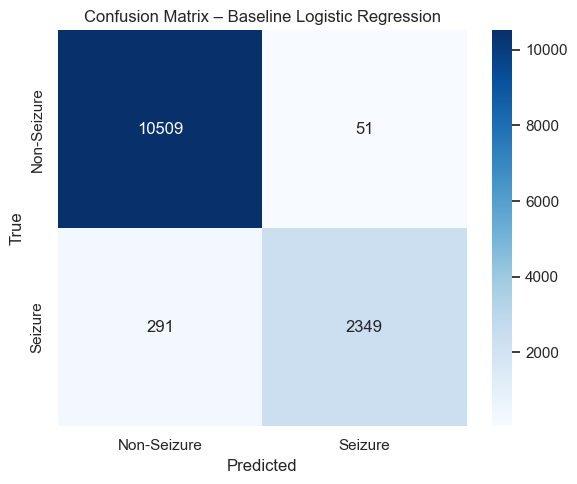 Confusion Matrix – Baseline Logistic Regression
Non-Seizure
10509
51
True
Seizure
291
2349
Non-Seizure
Seizure
Predicted
10000
8000
6000
4000
2000